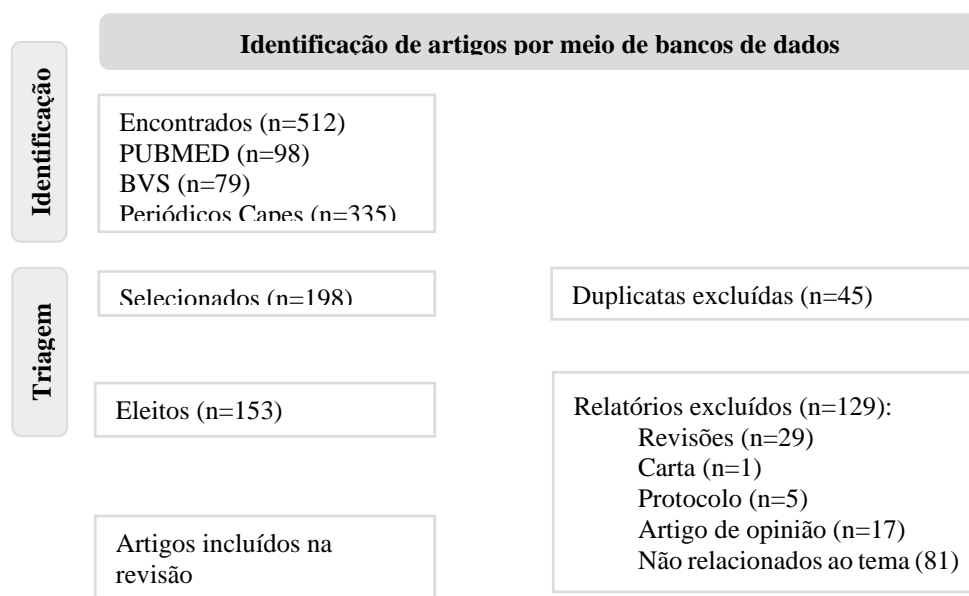 Identificação de artigos por meio de bancos de dados
Identificação
Encontrados (n=512)
PUBMED (n=98)
BVS (n=79)
Periódicos Capes (n=335)
Triagem
Selecionados (n=198)
Duplicatas excluídas (n=45)
Eleitos (n=153)
Relatórios excluídos (n=129):
Revisões (n=29)
Carta (n=1)
Protocolo (n=5)
Artigo de opinião (n=17)
Não relacionados ao tema (81)
Artigos incluídos na
revisão